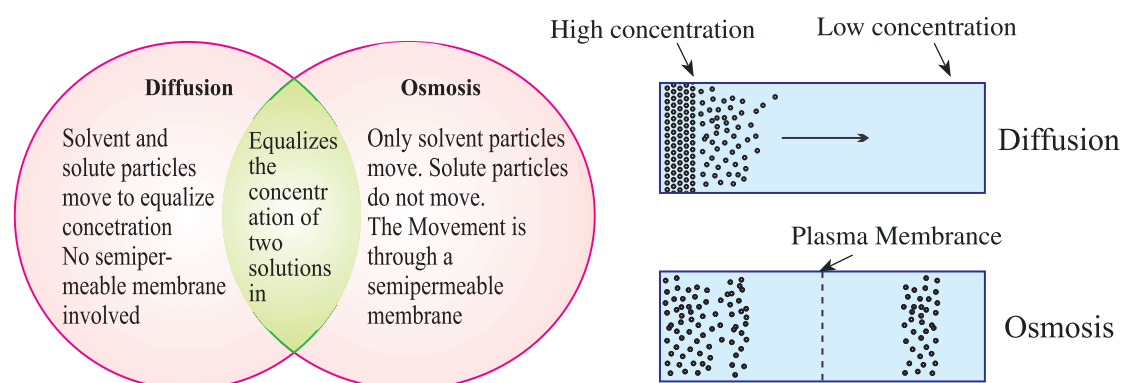 Diffusion
Solvent and
solute particles
move to equalize
concetration
No semiper-
meable membrane
involved
Equalizes
the
concentr
ation of
two
solutions
in
Osmosis
Only solvent particles
move. Solute particles
do not move.
The Movement is
through a
semipermeable
membrane
High concentration
Low concentration
Diffusion
Plasma Membrance
Osmosis